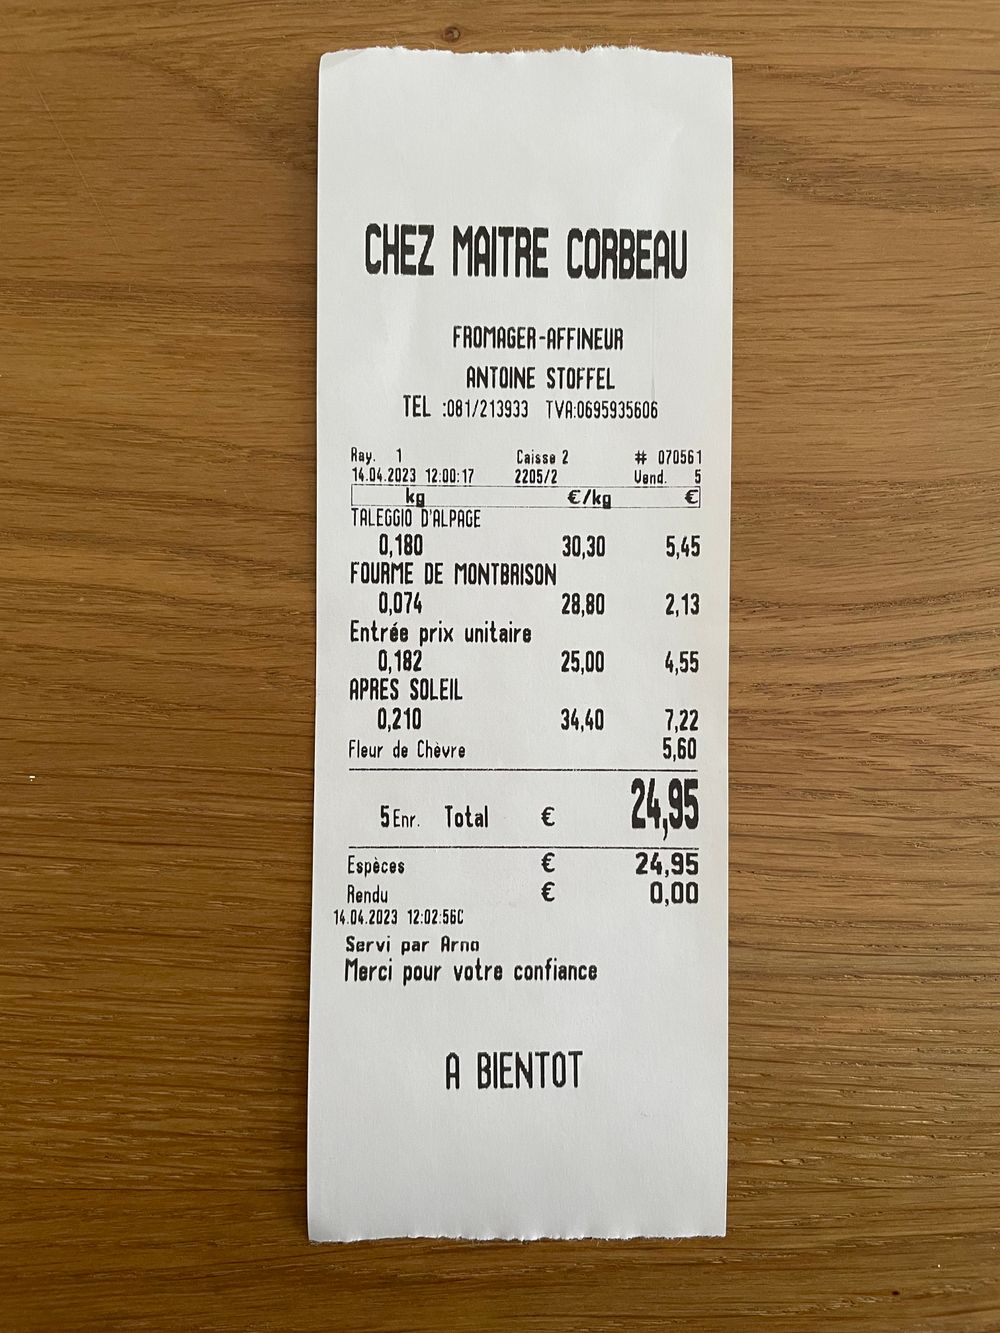 CHEZ MAITRE CORBEAU
FROMAGER-AFFINEUR
ANTOINE STOFFEL
TEL :081/213933 TVA:0695935606
Ray. 1 Caisse 2 # 070561
14.04.2023 12:00:17 2205/2 Vend. 5
kg €/kg €
TALEGGIO D'ALPAGE
0,180 30,30 5,45
FOURME DE MONTBRISON
0,074 28,80 2,13
Entrée prix unitaire
0,182 25,00 4,55
APRES SOLEIL
0,210 34,40 7,22
Fleur de Chèvre 5,60
5 Enr. Total € 24,95
Espèces € 24,95
Rendu € 0,00
14.04.2023 12:02:56C
Servi par Arno
Merci pour votre confiance
A BIENTOT